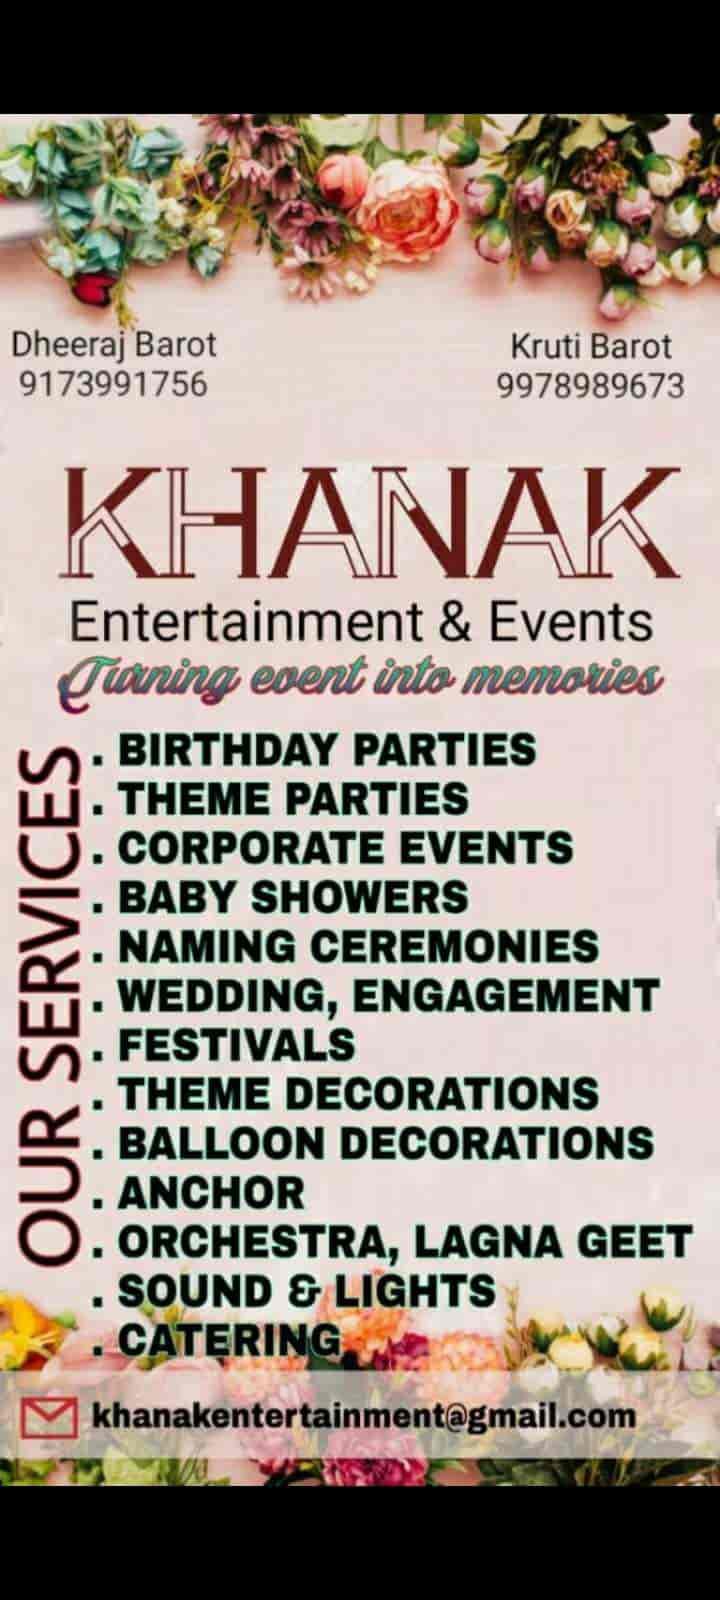 Dheeraj Barot
9173991756
Kruti Barot
9978989673
KHANAK
Entertainment & Events
Turning event into memories
OUR SERVICES
. BIRTHDAY PARTIES
. THEME PARTIES
. CORPORATE EVENTS
. BABY SHOWERS
. NAMING CEREMONIES
. WEDDING, ENGAGEMENT
. FESTIVALS
. THEME DECORATIONS
. BALLOON DECORATIONS
. ANCHOR
. ORCHESTRA, LAGNA GEET
. SOUND & LIGHTS
. CATERING
khanakentertainment@gmail.com